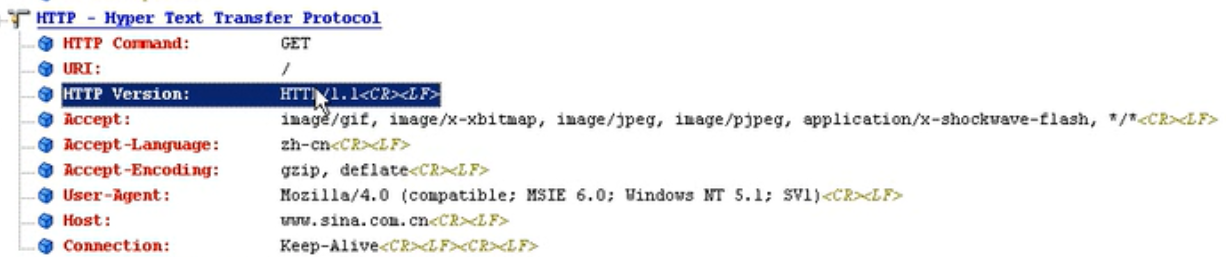 HTTP - Hyper Text Transfer Protocol
HTTP Command: GET
URI: /
HTTP Version: HTTP/1.1<CR><LF>
Accept: image/gif, image/x-xbitmap, image/jpeg, image/pjpeg, application/x-shockwave-flash, */*<CR><LF>
Accept-Language: zh-cn<CR><LF>
Accept-Encoding: gzip, deflate<CR><LF>
User-Agent: Mozilla/4.0 (compatible; MSIE 6.0; Windows NT 5.1; SV1)<CR><LF>
Host: www.sina.com.cn<CR><LF>
Connection: Keep-Alive<CR><LF><CR><LF>